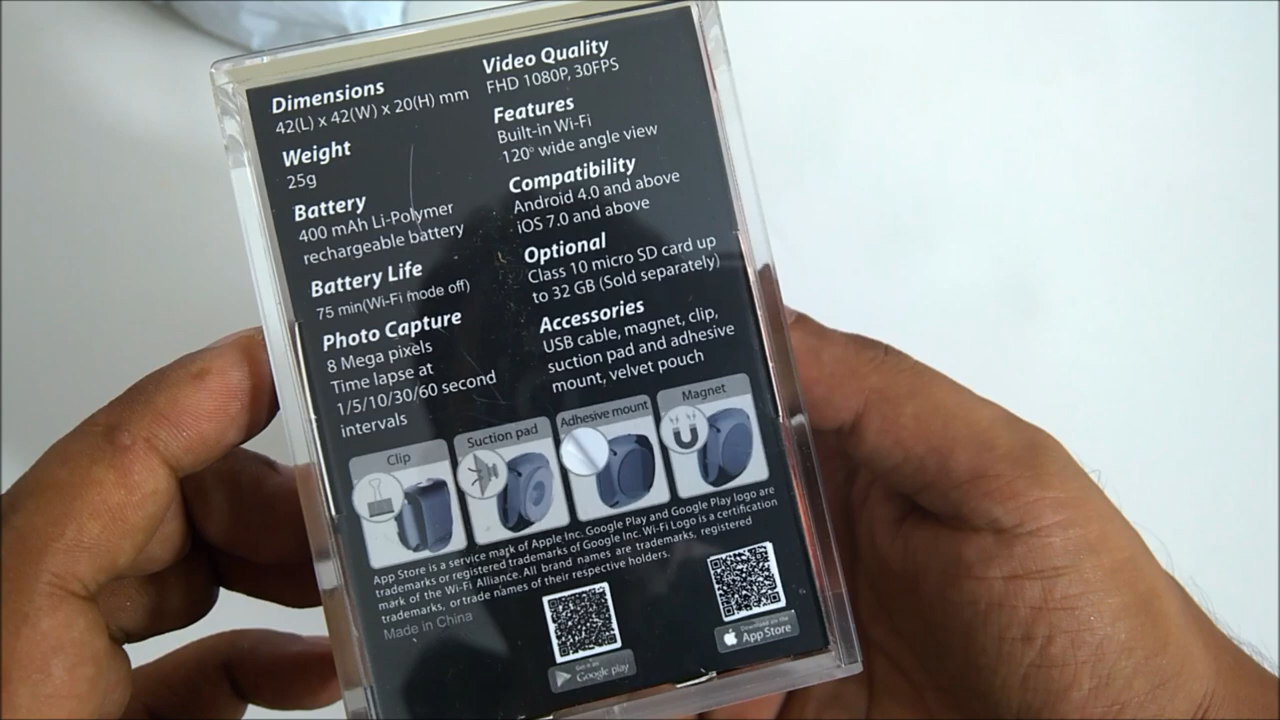 Dimensions
42(L) x 42(W) x 20(H) mm
Weight
25g
Battery
400 mAh Li-Polymer
rechargeable battery
Battery Life
75 min(Wi-Fi mode off)
Photo Capture
8 Mega pixels
Time lapse at
1/5/10/30/60 second
intervals
Video Quality
FHD 1080P, 30FPS
Features
Built-in Wi-Fi
120° wide angle view
Compatibility
Android 4.0 and above
iOS 7.0 and above
Optional
Class 10 micro SD card up
to 32 GB (Sold separately)
Accessories
USB cable, magnet, clip,
suction pad and adhesive
mount, velvet pouch
Clip
Suction pad
Adhesive mount
Magnet
App Store is a service mark of Apple Inc. Google Play and Google Play logo are
trademarks or registered trademarks of Google Inc. Wi-Fi Logo is a certification
mark of the Wi-Fi Alliance. All brand names are trademarks, registered
trademarks, or trade names of their respective holders.
Made in China
Get it on
Google play
Download on the
App Store